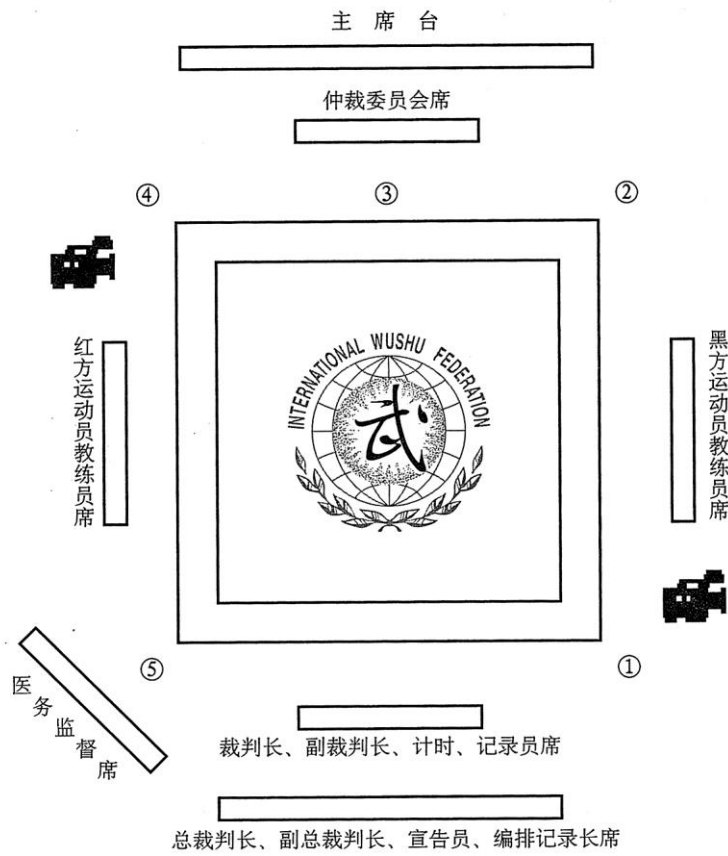 主席台
仲裁委员会席
④
③
②
红方运动员教练员席
INTERNATIONAL WUSHU FEDERATION
武
黑方运动员教练员席
⑤
①
医务监督席
裁判长、副裁判长、计时、记录员席
总裁判长、副总裁判长、宣告员、编排记录长席